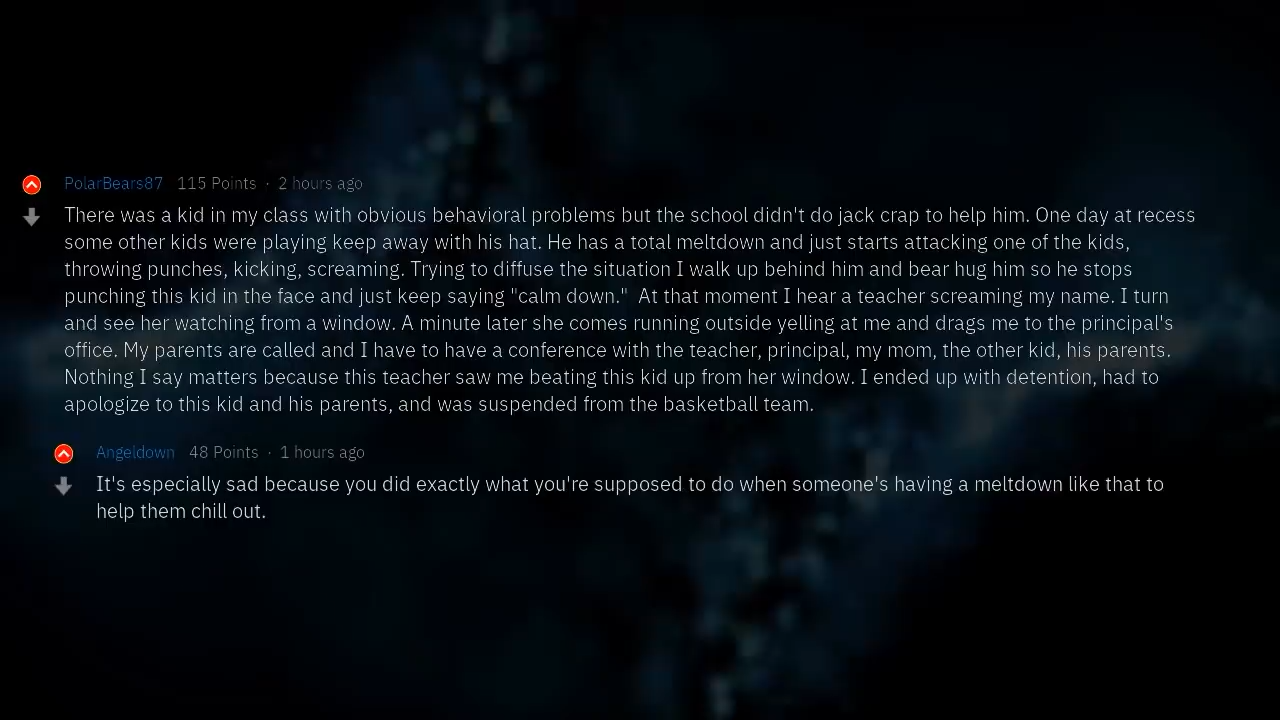 PolarBears87 115 Points · 2 hours ago
There was a kid in my class with obvious behavioral problems but the school didn't do jack crap to help him. One day at recess
some other kids were playing keep away with his hat. He has a total meltdown and just starts attacking one of the kids,
throwing punches, kicking, screaming. Trying to diffuse the situation I walk up behind him and bear hug him so he stops
punching this kid in the face and just keep saying "calm down."  At that moment I hear a teacher screaming my name. I turn
and see her watching from a window. A minute later she comes running outside yelling at me and drags me to the principal's
office. My parents are called and I have to have a conference with the teacher, principal, my mom, the other kid, his parents.
Nothing I say matters because this teacher saw me beating this kid up from her window. I ended up with detention, had to
apologize to this kid and his parents, and was suspended from the basketball team.
Angeldown 48 Points · 1 hours ago
It's especially sad because you did exactly what you're supposed to do when someone's having a meltdown like that to
help them chill out.